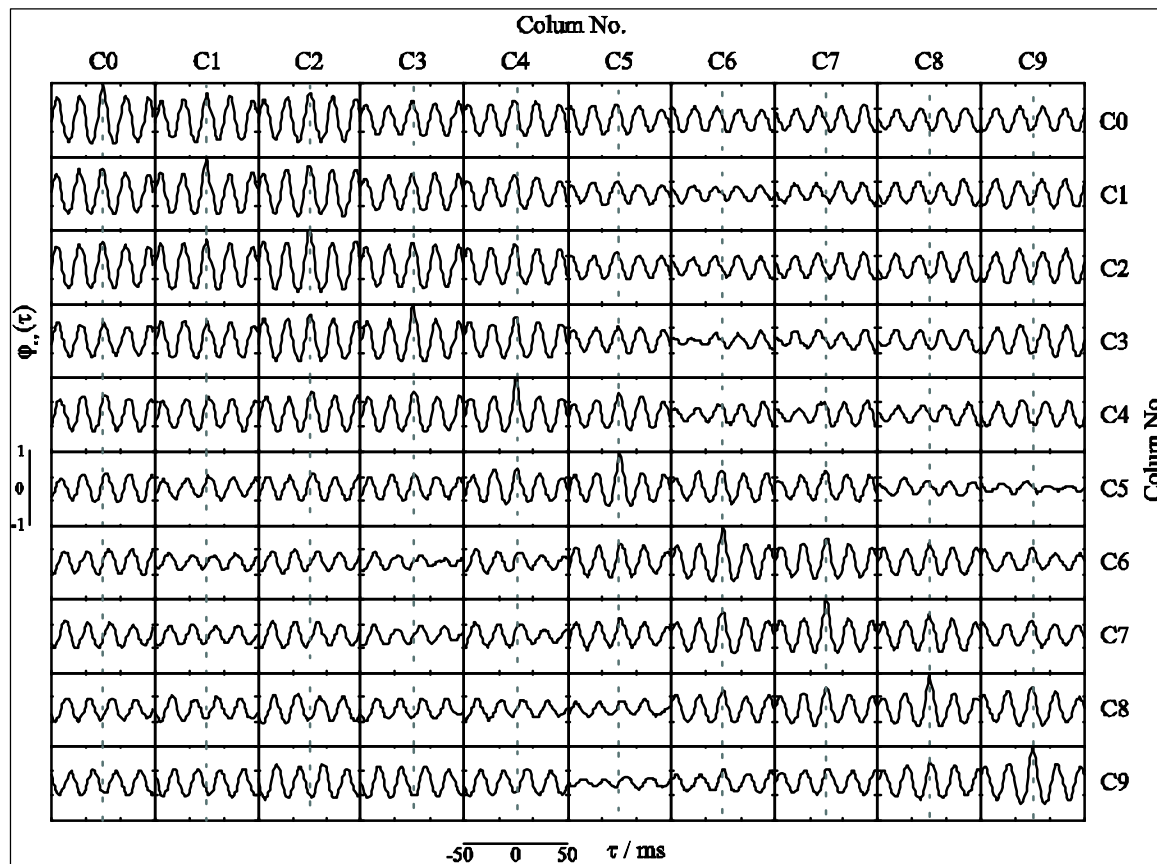 Colum No.
C0 C1 C2 C3 C4 C5 C6 C7 C8 C9
C0
C1
C2
C3
C4
C5
C6
C7
C8
C9
Colum No.
φ.,(τ)
1
0
-1
-50 0 50 τ / ms